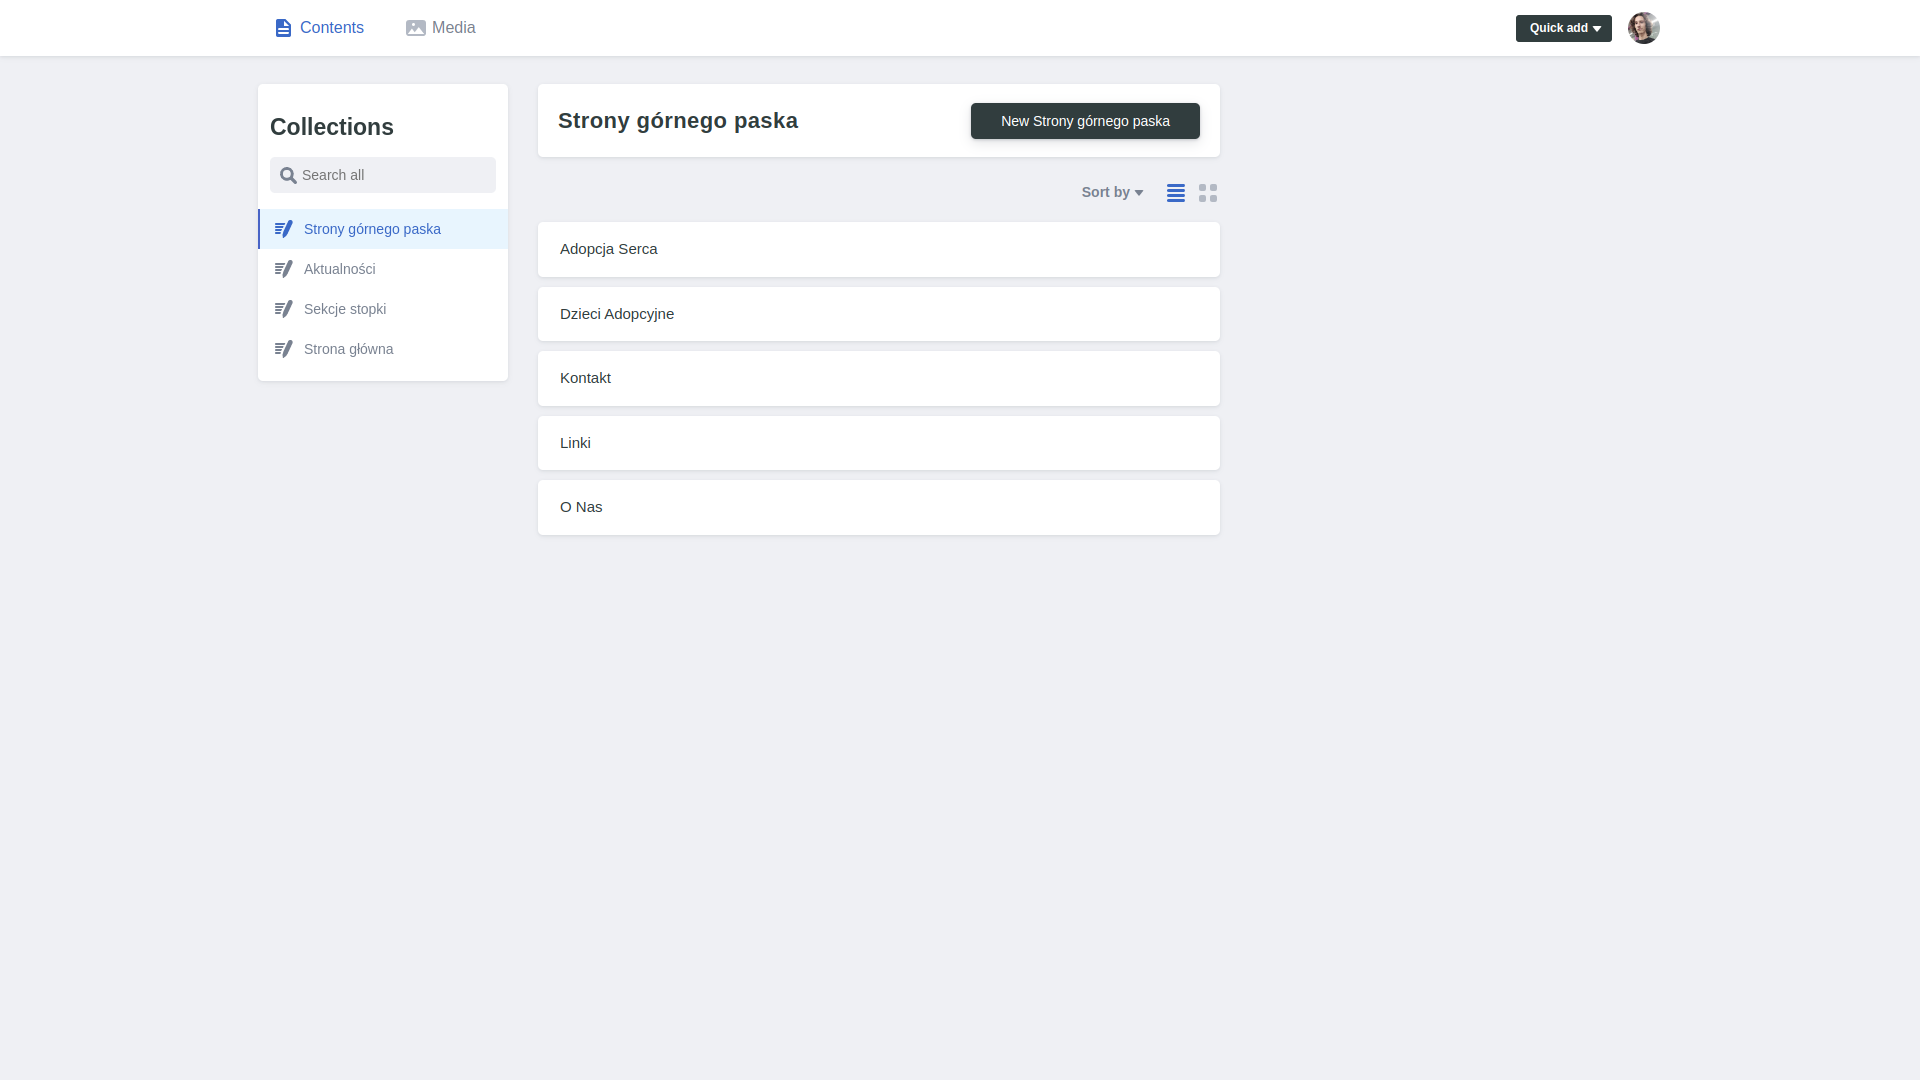 Contents
Media
Quick add
Collections
Search all
Strony górnego paska
Aktualności
Sekcje stopki
Strona główna
Strony górnego paska
New Strony górnego paska
Sort by
Adopcja Serca
Dzieci Adopcyjne
Kontakt
Linki
O Nas